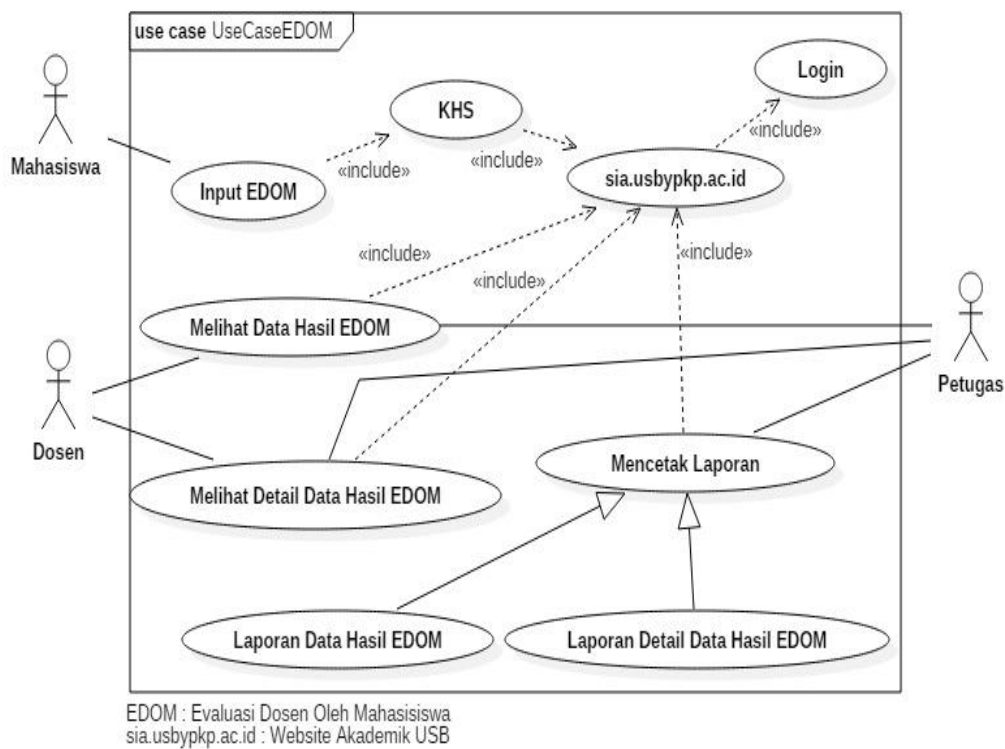 use case UseCaseEDOM
Login
KHS
«include»
Mahasiswa
«include»
«include»
Input EDOM
sia.usbypkp.ac.id
«include»
«include»
«include»
Melihat Data Hasil EDOM
Petugas
Dosen
Mencetak Laporan
Melihat Detail Data Hasil EDOM
Laporan Data Hasil EDOM
Laporan Detail Data Hasil EDOM
EDOM : Evaluasi Dosen Oleh Mahasisiswa
sia.usbypkp.ac.id : Website Akademik USB